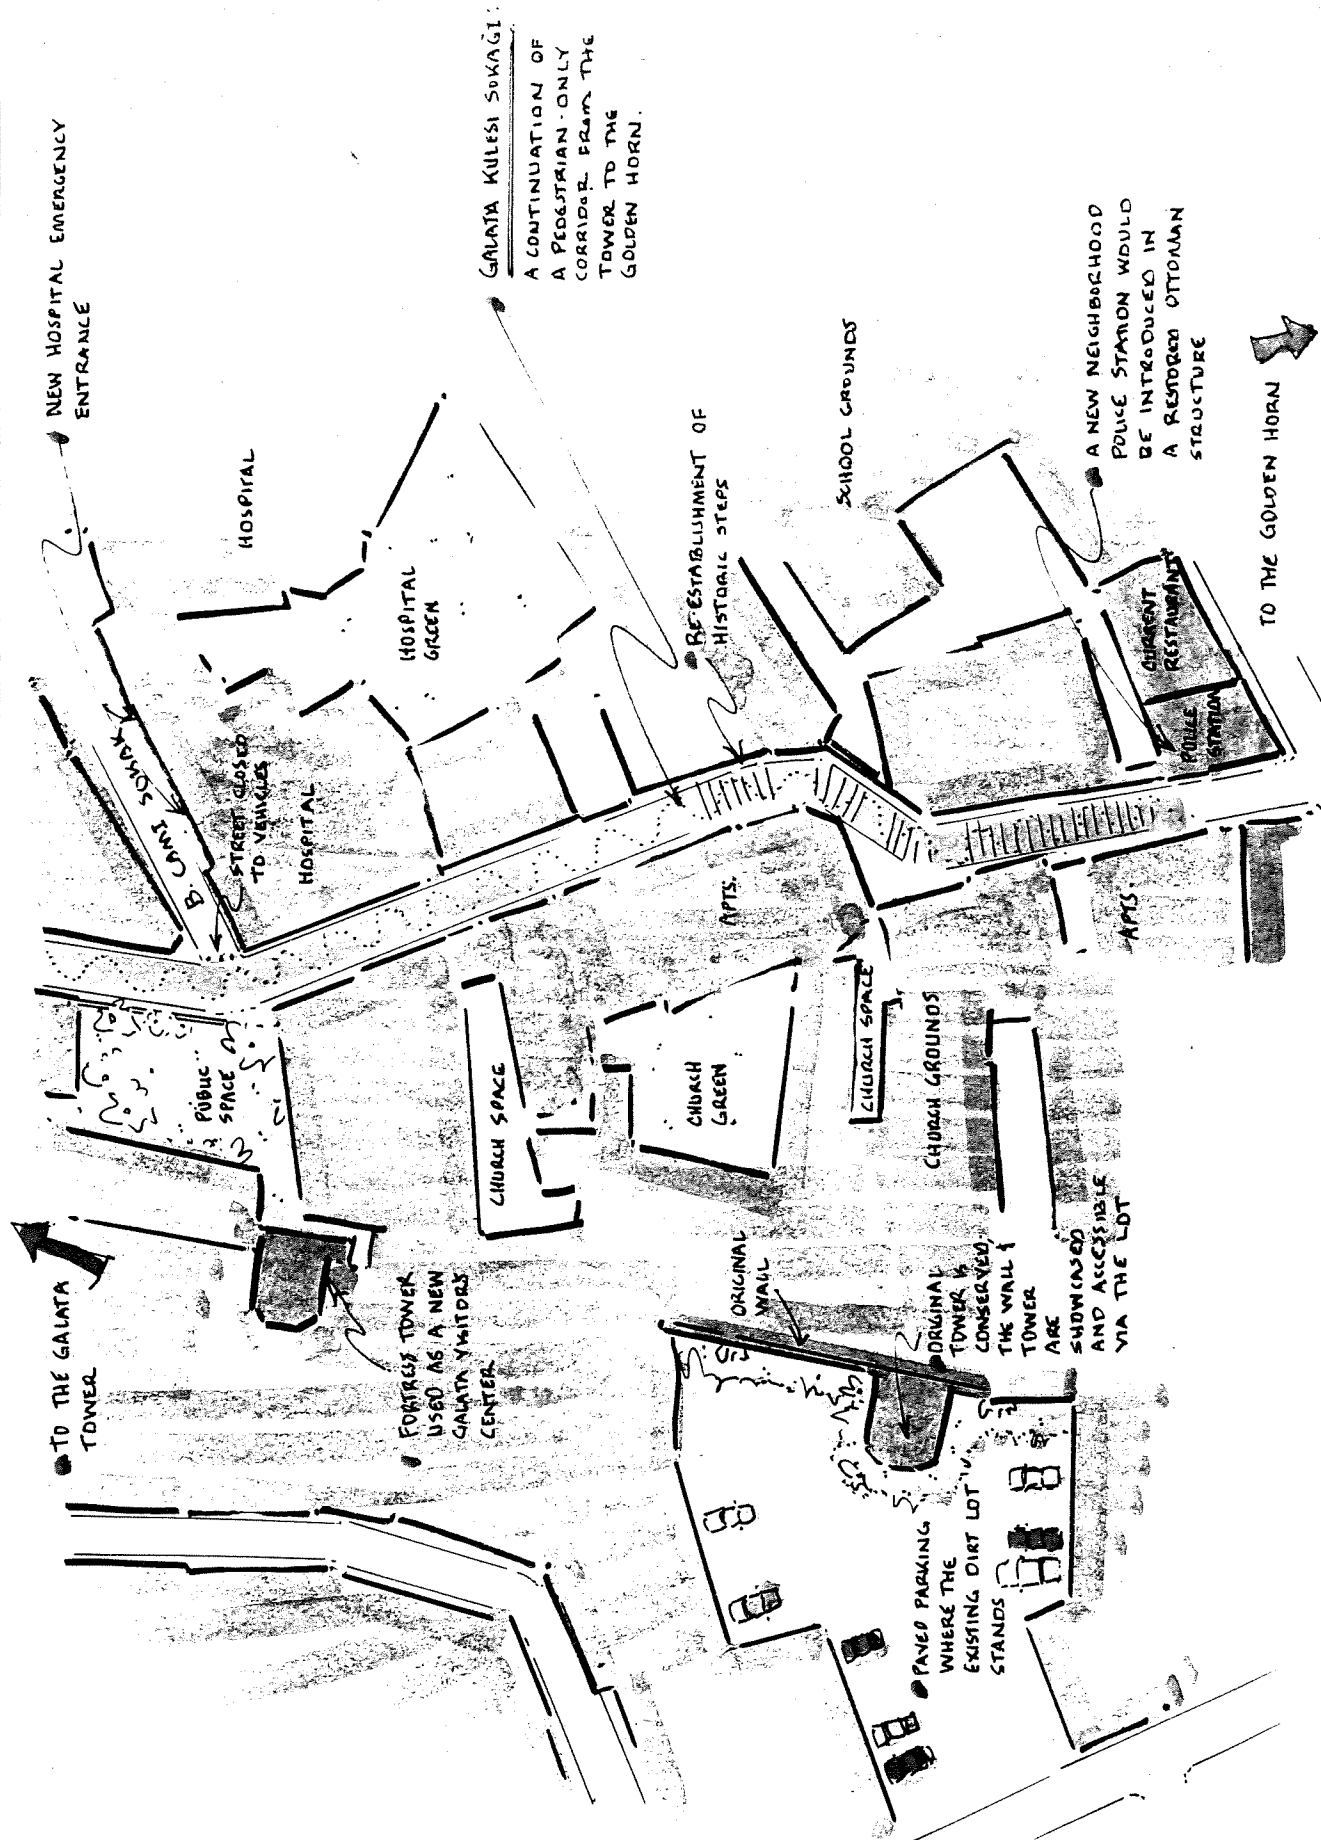 NEW HOSPITAL EMERGENCY
ENTRANCE
GALATA KULESI SOKAĞI:
A CONTINUATION OF
A PEDESTRIAN-ONLY
CORRIDOR FROM THE
TOWER TO THE
GOLDEN HORN.
A NEW NEIGHBORHOOD
POLICE STATION WOULD
BE INTRODUCED IN
A RESTORED OTTOMAN
STRUCTURE
TO THE GOLDEN HORN
HOSPITAL
B. CAMI SOKAK
STREET CLOSED
TO VEHICLES
HOSPITAL
HOSPITAL
GREEN
RE-ESTABLISHMENT OF
HISTORIC STEPS
SCHOOL GROUNDS
CURRENT
RESTAURANT
POLICE
STATION
APTS.
APTS
PUBLIC
SPACE
CHURCH SPACE
CHURCH
GREEN
CHURCH SPACE
CHURCH GROUNDS
TO THE GALATA
TOWER
FORTRESS TOWER
USED AS A NEW
GALATA VISITORS
CENTER
ORIGINAL
WALL
ORIGINAL
TOWER IS
CONSERVED,
THE WALL &
TOWER
ARE
SHOWCASED
AND ACCESSIBLE
VIA THE LOT
PAVED PARKING
WHERE THE
EXISTING DIRT LOT
STANDS